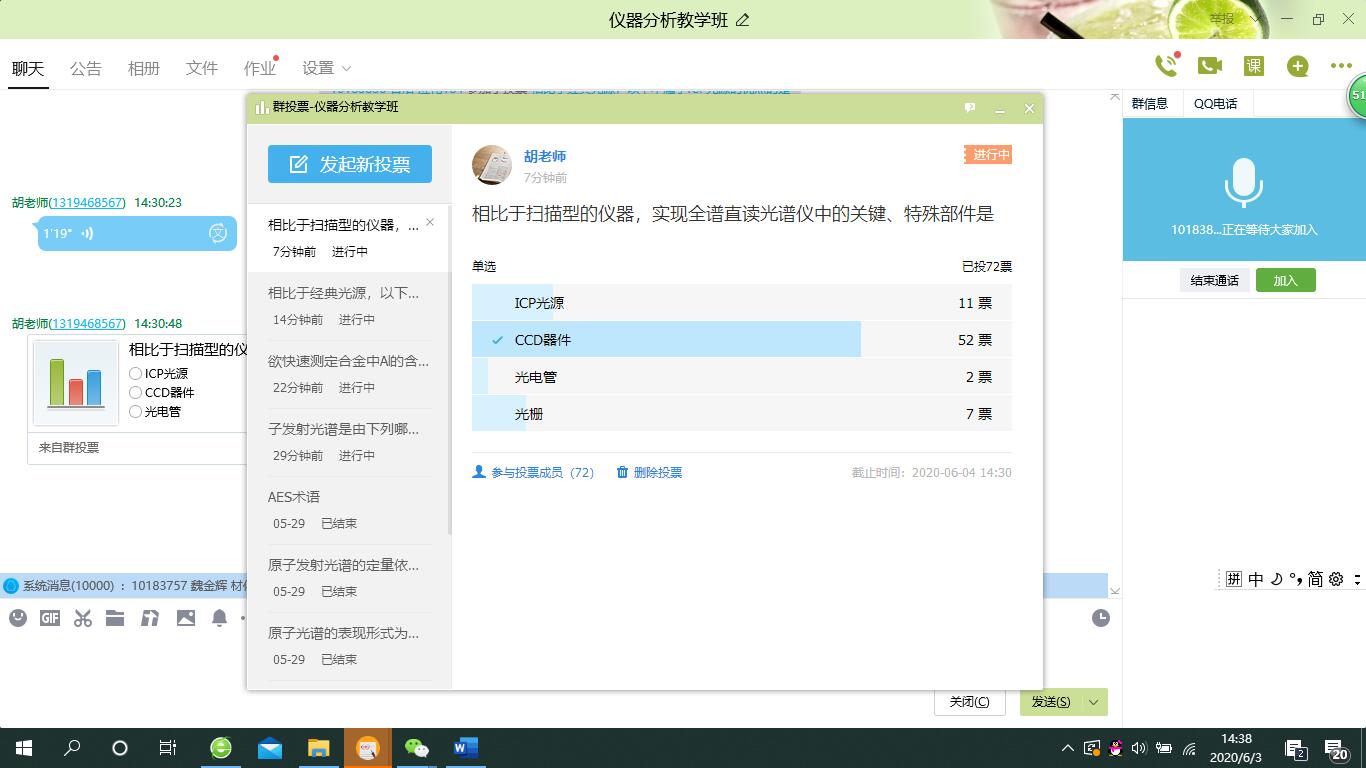 仪器分析教学班
举报
聊天
公告
相册
文件
作业
设置
课
51
群信息
QQ电话
群投票-仪器分析教学班
发起新投票
相比于扫描型的仪器，...
7分钟前 进行中
相比于经典光源，以下...
14分钟前 进行中
欲快速测定合金中Al的含...
22分钟前 进行中
子发射光谱是由下列哪...
29分钟前 进行中
AES术语
05-29 已结束
原子发射光谱的定量依...
05-29 已结束
原子光谱的表现形式为...
05-29 已结束
胡老师
7分钟前
进行中
相比于扫描型的仪器，实现全谱直读光谱仪中的关键、特殊部件是
单选 已投72票
ICP光源 11 票
CCD器件 52 票
光电管 2 票
光栅 7 票
参与投票成员（72） 删除投票 截止时间：2020-06-04 14:30
胡老师(1319468567) 14:30:23
1'19"
文
胡老师(1319468567) 14:30:48
相比于扫描型的仪
ICP光源
CCD器件
光电管
来自群投票
101838...正在等待大家加入
结束通话 加入
系统消息(10000) ：10183757 魏金辉 材
GIF
拼 中 简
关闭(C) 发送(S)
14:38
2020/6/3
2
20